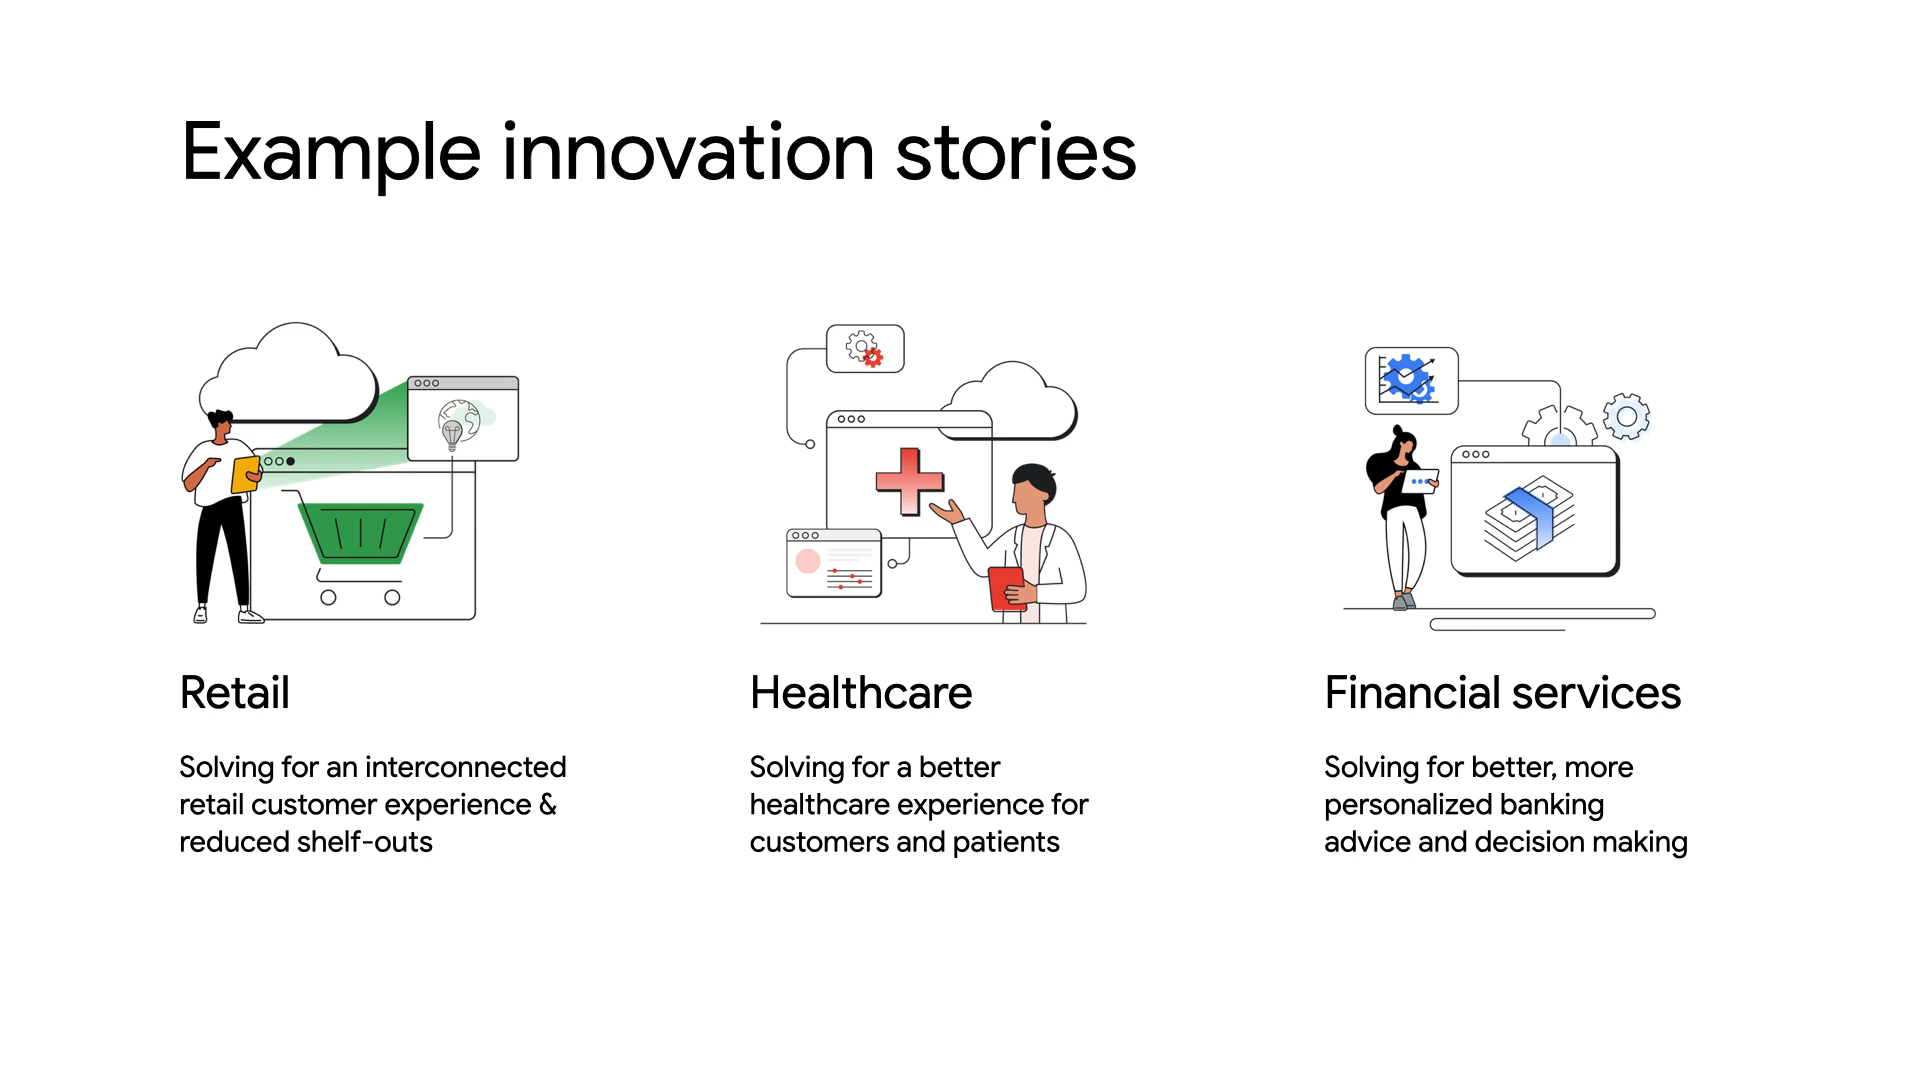 Example innovation stories
Retail
Solving for an interconnected
retail customer experience &
reduced shelf-outs
Healthcare
Solving for a better
healthcare experience for
customers and patients
Financial services
Solving for better, more
personalized banking
advice and decision making